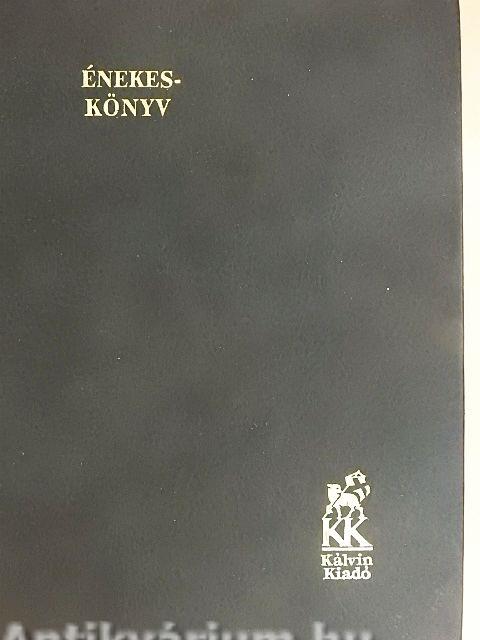 ÉNEKES-
KÖNYV
KK
Kálvin
Kiadó
Antikvárium.hu